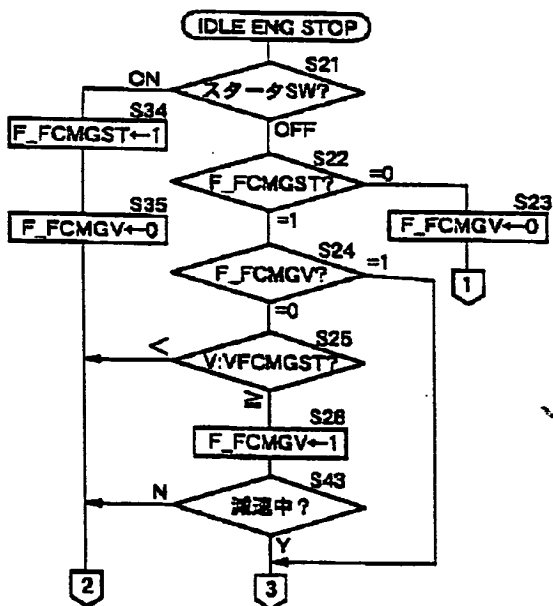 IDLE ENG STOP
S21
スタータSW?
ON
OFF
S34
F_FCMGST←1
S22
F_FCMGST?
=0
=1
S23
F_FCMGV←0
1
S35
F_FCMGV←0
S24
F_FCMGV?
=1
=0
S25
V:VFCMGST?
<
≧
S26
F_FCMGV←1
S43
減速中?
N
Y
2
3